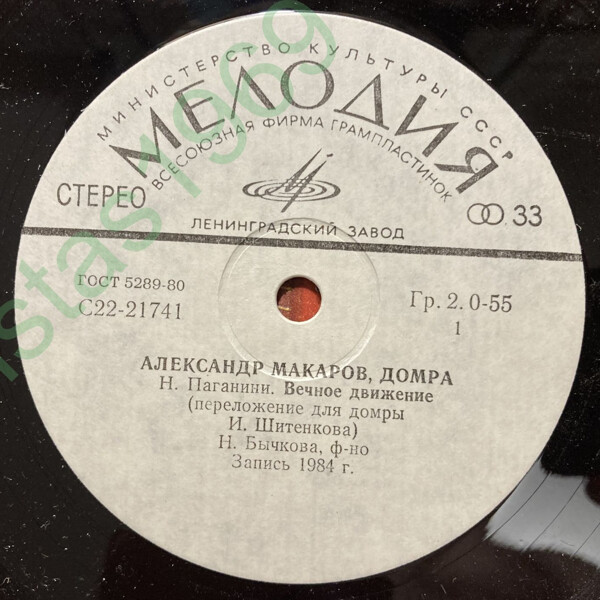 МИНИСТЕРСТВО КУЛЬТУРЫ СССР
МЕЛОДИЯ
ВСЕСОЮЗНАЯ ФИРМА ГРАМПЛАСТИНОК
СТЕРЕО
33
ЛЕНИНГРАДСКИЙ ЗАВОД
ГОСТ 5289-80
С22-21741
Гр. 2. 0-55
1
АЛЕКСАНДР МАКАРОВ, ДОМРА
Н. Паганини. Вечное движение
(переложение для домры
И. Шитенкова)
Н. Бычкова, ф-но
Запись 1984 г.
stas1969